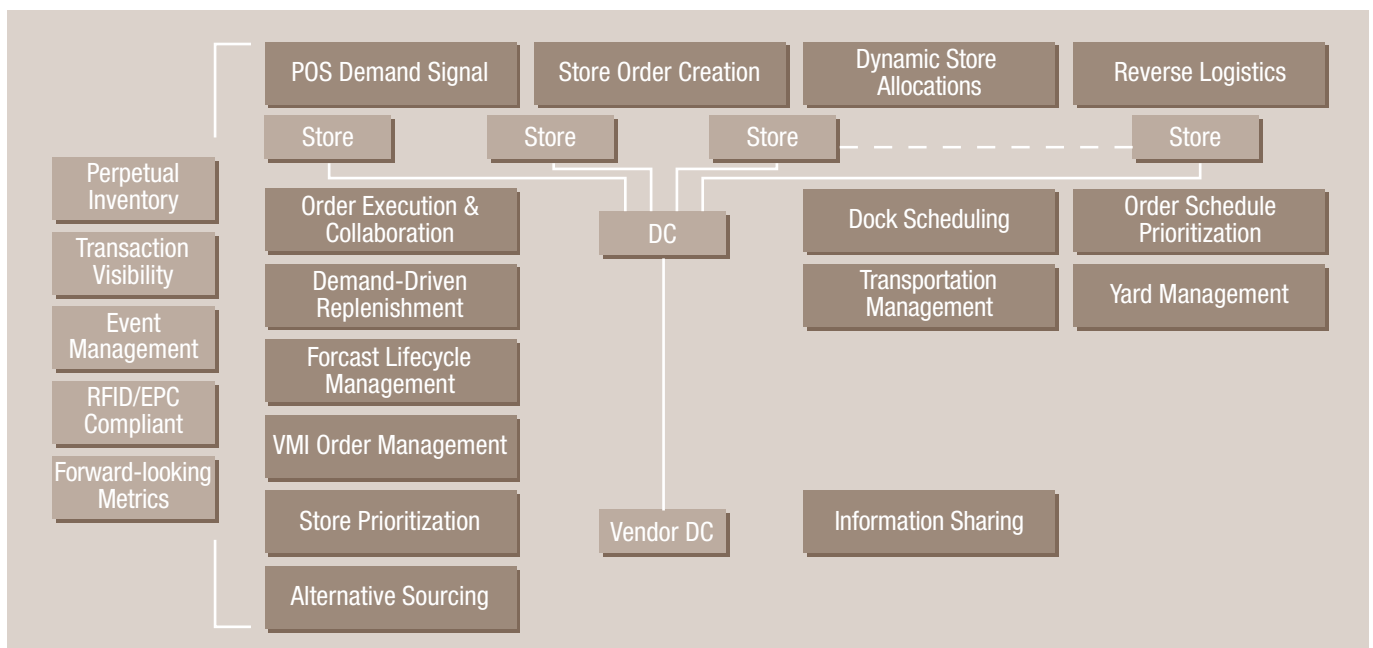 POS Demand Signal
Store Order Creation
Dynamic Store
Allocations
Reverse Logistics
Store
Store
Store
Store
Perpetual
Inventory
Transaction
Visibility
Event
Management
RFID/EPC
Compliant
Forward-looking
Metrics
Order Execution &
Collaboration
Demand-Driven
Replenishment
Forcast Lifecycle
Management
VMI Order Management
Store Prioritization
Alternative Sourcing
DC
Vendor DC
Dock Scheduling
Order Schedule
Prioritization
Transportation
Management
Yard Management
Information Sharing